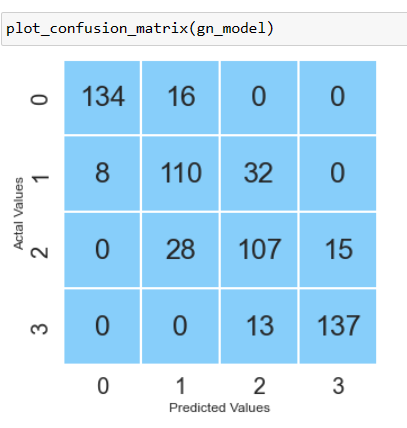 plot_confusion_matrix(gn_model)
0 134 16 0 0
1 8 110 32 0
2 0 28 107 15
3 0 0 13 137
Actal Values
0 1 2 3
Predicted Values